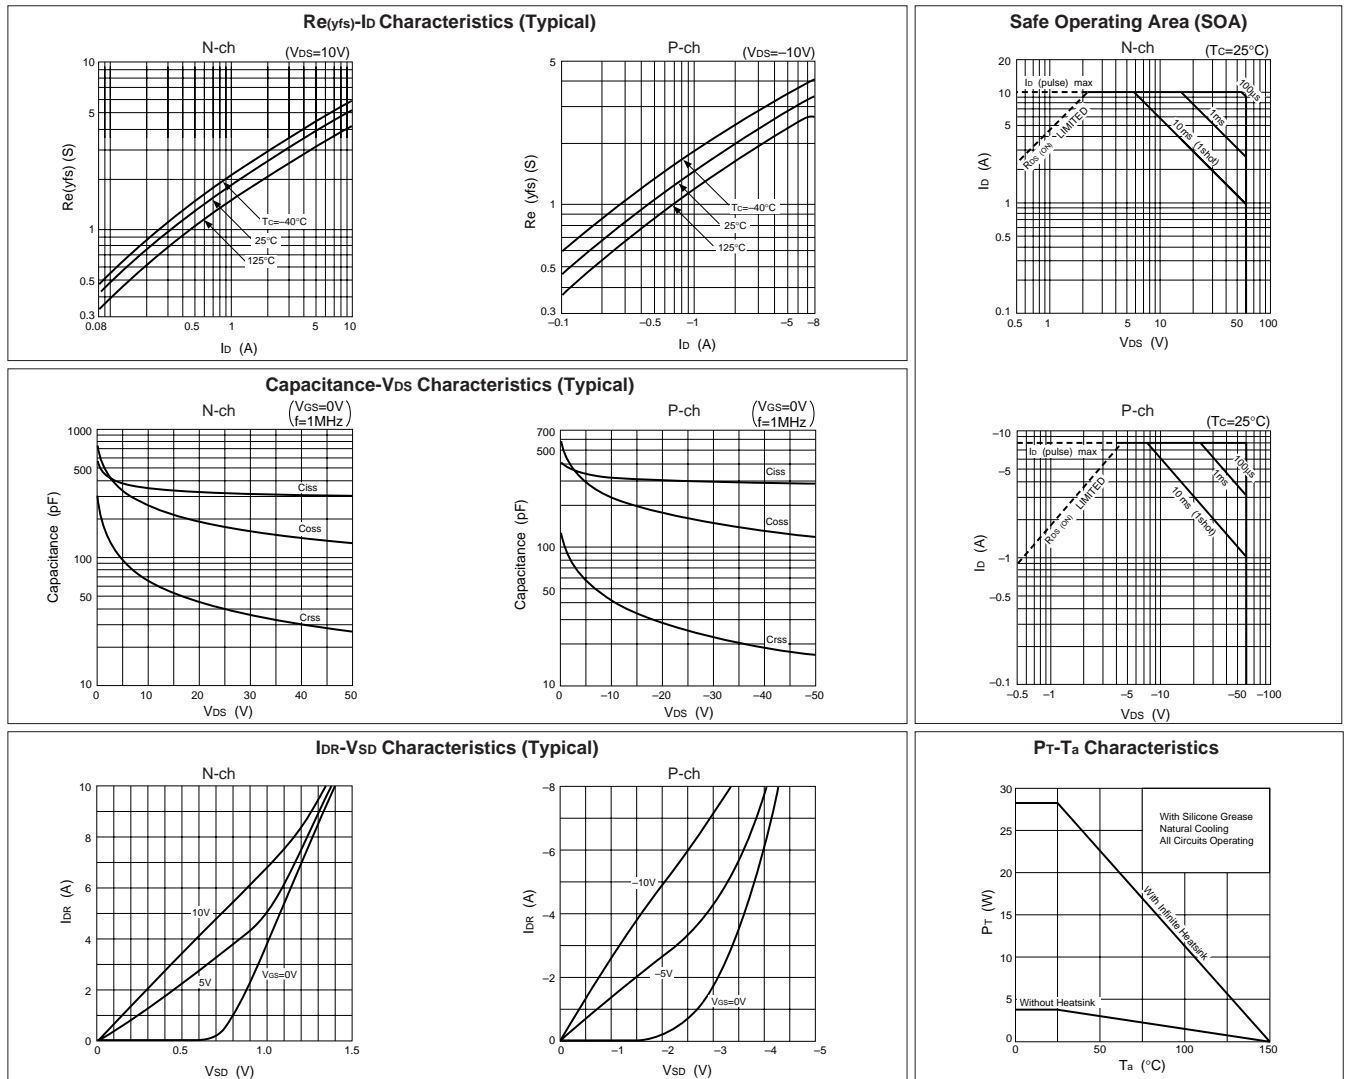 Re(yfs)-ID Characteristics (Typical)
N-ch
(VDS=10V)
10
5
1
0.5
0.3
Re(yfs) (S)
TC=–40°C
25°C
125°C
0.08
0.5
1
5
10
ID (A)
P-ch
(VDS=–10V)
5
1
0.5
0.3
Re (yfs) (S)
TC=–40°C
25°C
125°C
–0.1
–0.5
–1
–5
–8
ID (A)
Safe Operating Area (SOA)
N-ch
(TC=25°C)
20
10
5
1
0.5
0.1
ID (A)
ID (pulse) max
RDS (ON) LIMITED
100µs
1ms
10ms (1shot)
0.5
1
5
10
50
100
VDS (V)
P-ch
(TC=25°C)
–10
–5
–1
–0.5
–0.1
ID (A)
ID (pulse) max
RDS (ON) LIMITED
100µs
1ms
10ms (1shot)
–0.5
–1
–5
–10
–50
–100
VDS (V)
Capacitance-VDS Characteristics (Typical)
N-ch
(VGS=0V
f=1MHz)
1000
500
100
50
10
Capacitance (pF)
Ciss
Coss
Crss
0
10
20
30
40
50
VDS (V)
P-ch
(VGS=0V
f=1MHz)
700
500
100
50
10
Capacitance (pF)
Ciss
Coss
Crss
0
–10
–20
–30
–40
–50
VDS (V)
IDR-VSD Characteristics (Typical)
N-ch
10
8
6
4
2
0
IDR (A)
10V
5V
VGS=0V
0
0.5
1.0
1.5
VSD (V)
P-ch
–8
–6
–4
–2
0
IDR (A)
–10V
–5V
VGS=0V
0
–1
–2
–3
–4
–5
VSD (V)
PT-Ta Characteristics
30
25
20
15
10
5
0
PT (W)
With Silicone Grease
Natural Cooling
All Circuits Operating
With Infinite Heatsink
Without Heatsink
0
50
100
150
Ta (°C)